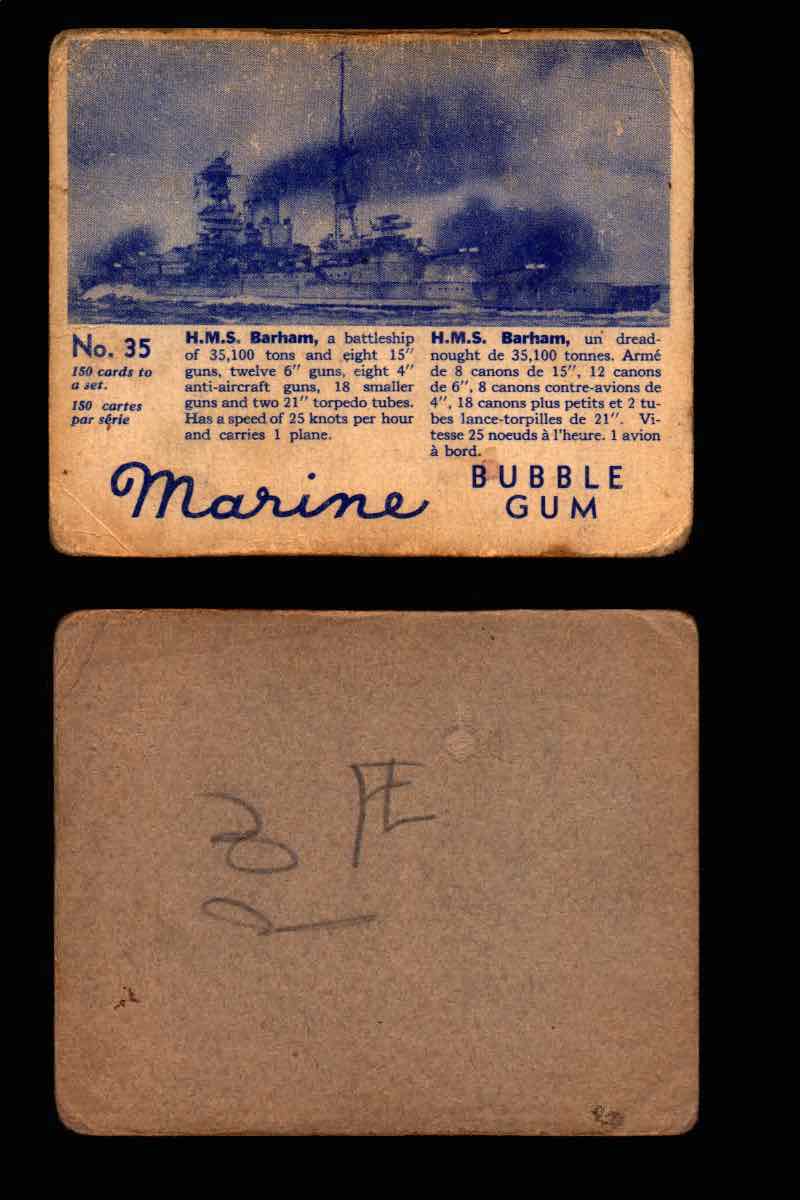 No. 35
150 cards to
a set.
150 cartes
par série
H.M.S. Barham, a battleship
of 35,100 tons and eight 15″
guns, twelve 6″ guns, eight 4″
anti-aircraft guns, 18 smaller
guns and two 21″ torpedo tubes.
Has a speed of 25 knots per hour
and carries 1 plane.
H.M.S. Barham, un dread-
nought de 35,100 tonnes. Armé
de 8 canons de 15″, 12 canons
de 6″, 8 canons contre-avions de
4″, 18 canons plus petits et 2 tu-
bes lance-torpilles de 21″. Vi-
tesse 25 noeuds à l'heure. 1 avion
à bord.
Marine BUBBLE
GUM